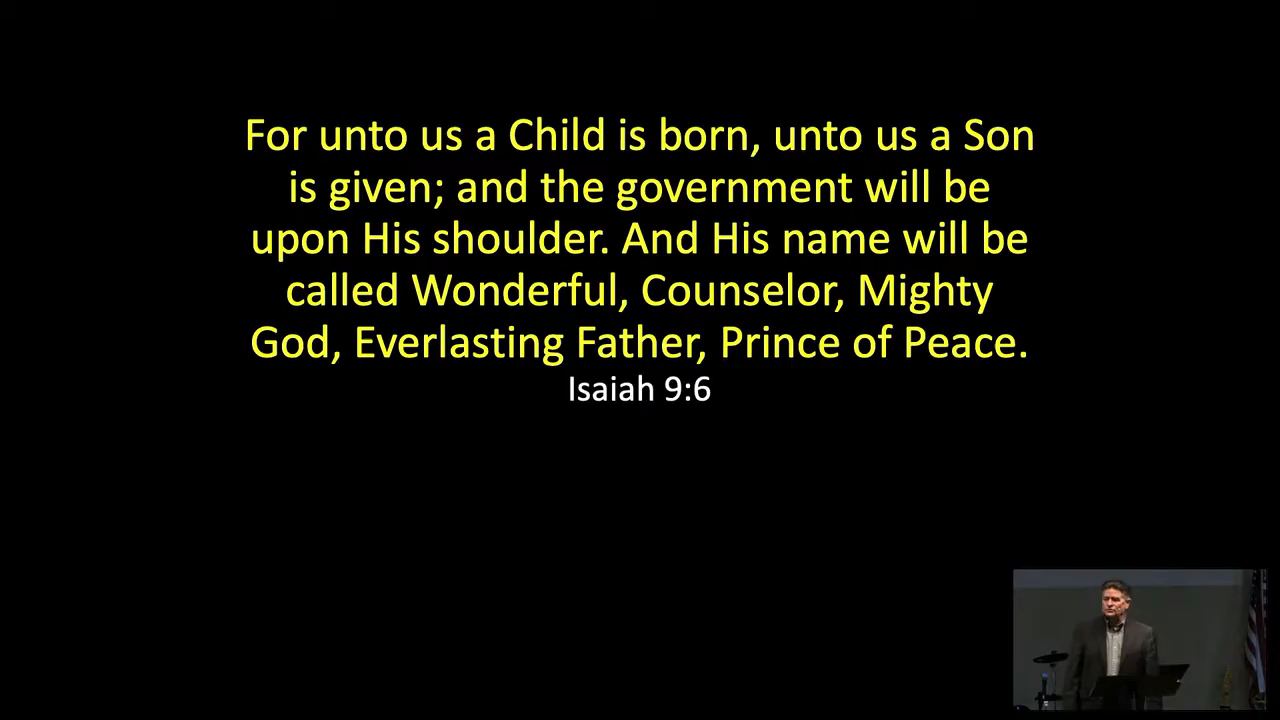 For unto us a Child is born, unto us a Son
is given; and the government will be
upon His shoulder. And His name will be
called Wonderful, Counselor, Mighty
God, Everlasting Father, Prince of Peace.
Isaiah 9:6